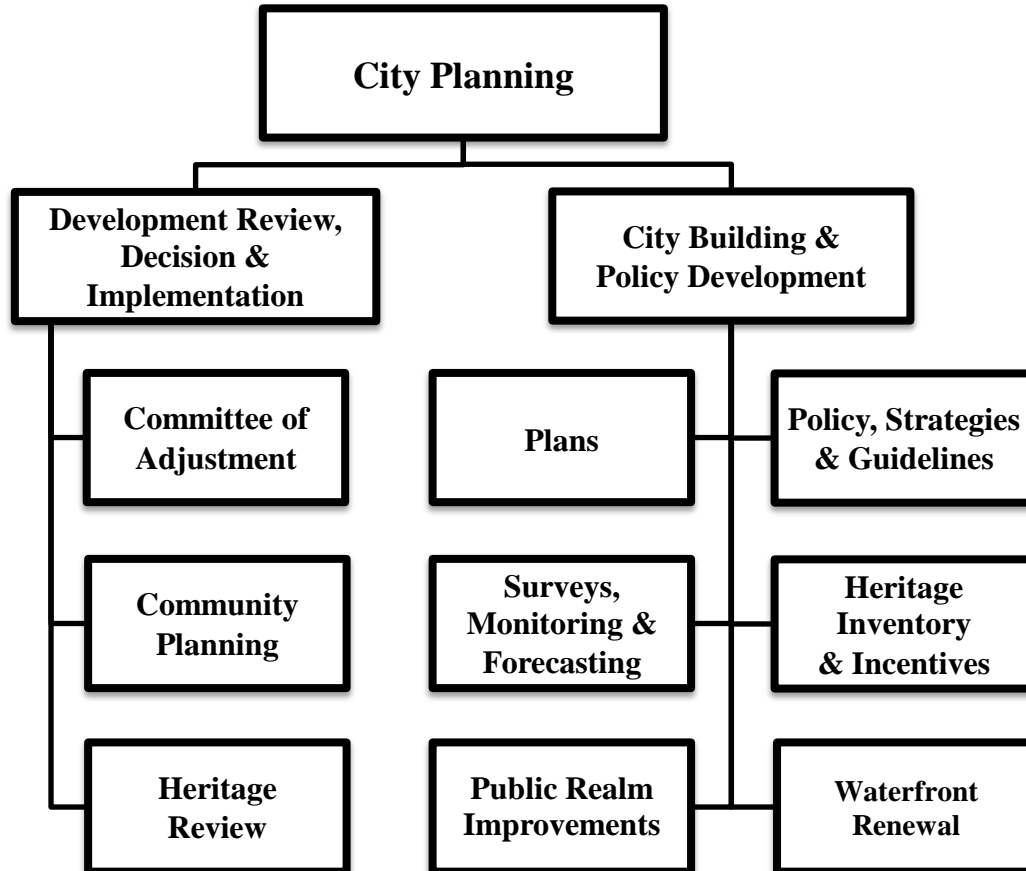 City Planning
Development Review,
Decision &
Implementation
City Building &
Policy Development
Committee of
Adjustment
Plans
Policy, Strategies
& Guidelines
Community
Planning
Surveys,
Monitoring &
Forecasting
Heritage
Inventory
& Incentives
Heritage
Review
Public Realm
Improvements
Waterfront
Renewal